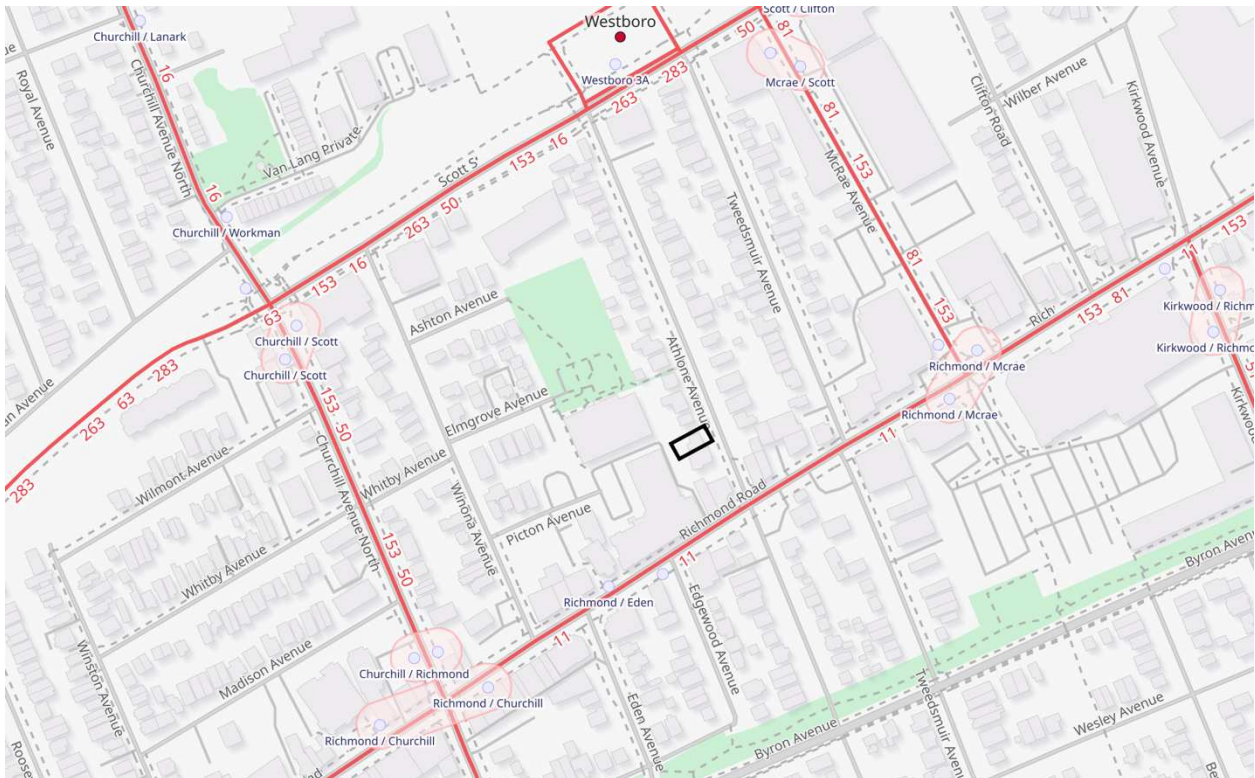 Churchill / Lanark
16
Churchill Avenue North
Royal Avenue
Van Lang Private
16
Churchill / Workman
Westboro
Westboro 3A
Scott / Clifton
50
81
283
263
Mcrae / Scott
81
153
McRae Avenue
81
153
Clifton Road
Wilber Avenue
Kirkwood Avenue
153
11
Scott S
16
153
50
263
16
153
63
283
63
263
283
Churchill / Scott
Churchill / Scott
Ashton Avenue
Elmgrove Avenue
Athlone Avenue
Tweedsmuir Avenue
Rich
81
153
Kirkwood / Richm
Kirkwood / Richmo
51
Kirkwo
Richmond / Mcrae
Richmond / Mcrae
11
Richmond Road
11
Wilmont Avenue
153 50
Churchill Avenue North
Whitby Avenue
Whitby Avenue
Winona Avenue
Picton Avenue
153 50
Richmond / Eden
11
Edgewood Avenue
Eden Avenue
Winston Avenue
Madison Avenue
Churchill / Richmond
Richmond / Churchill
Richmond / Churchill
Byron Avenue
Byron Avenue
Tweedsmuir Avenue
Wesley Avenue